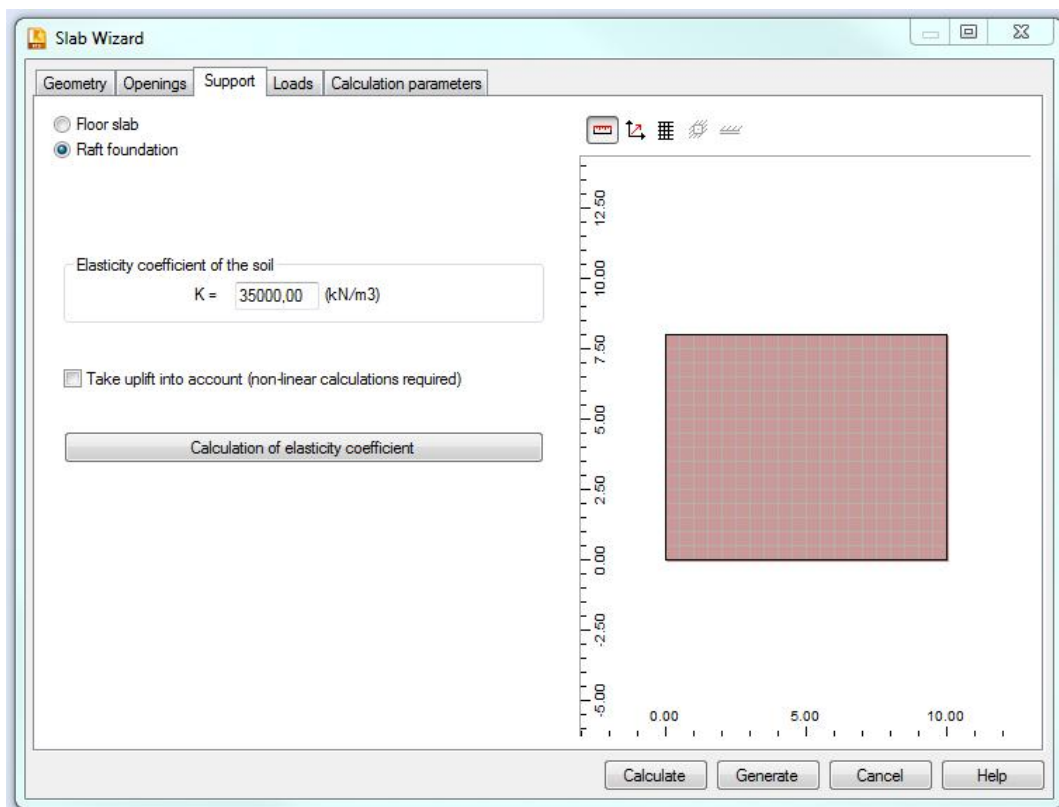 Slab Wizard
Geometry Openings Support Loads Calculation parameters
Floor slab
Raft foundation
Elasticity coefficient of the soil
K = 35000,00 (kN/m3)
Take uplift into account (non-linear calculations required)
Calculation of elasticity coefficient
12.50
10.00
7.50
5.00
2.50
0.00
-2.50
-5.00
0.00 5.00 10.00
Calculate Generate Cancel Help